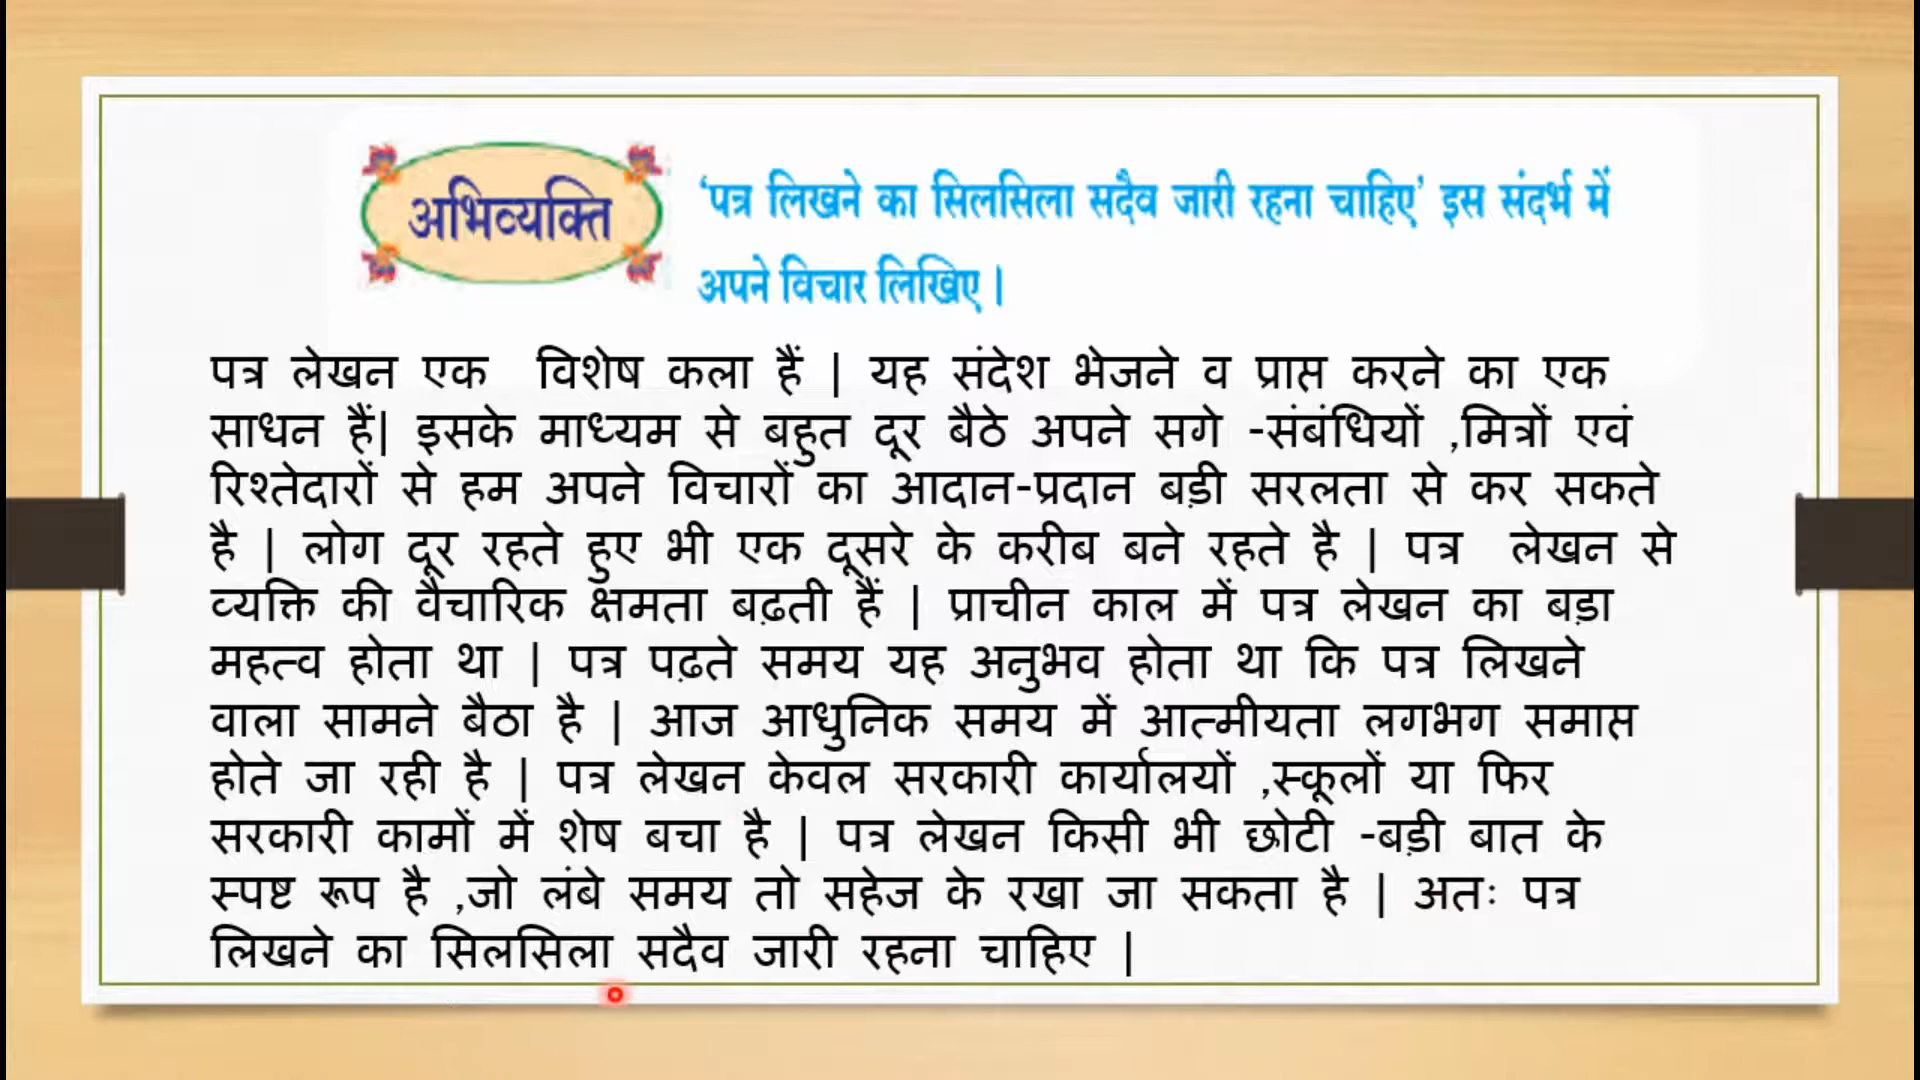 अभिव्यक्ति
‘पत्र लिखने का सिलसिला सदैव जारी रहना चाहिए’ इस संदर्भ में
अपने विचार लिखिए।
पत्र लेखन एक विशेष कला हैं | यह संदेश भेजने व प्राप्त करने का एक
साधन हैं| इसके माध्यम से बहुत दूर बैठे अपने सगे -संबंधियों ,मित्रों एवं
रिश्तेदारों से हम अपने विचारों का आदान-प्रदान बड़ी सरलता से कर सकते
है | लोग दूर रहते हुए भी एक दूसरे के करीब बने रहते है | पत्र लेखन से
व्यक्ति की वैचारिक क्षमता बढ़ती हैं | प्राचीन काल में पत्र लेखन का बड़ा
महत्व होता था | पत्र पढ़ते समय यह अनुभव होता था कि पत्र लिखने
वाला सामने बैठा है | आज आधुनिक समय में आत्मीयता लगभग समाप्त
होते जा रही है | पत्र लेखन केवल सरकारी कार्यालयों ,स्कूलों या फिर
सरकारी कामों में शेष बचा है | पत्र लेखन किसी भी छोटी -बड़ी बात के
स्पष्ट रूप है ,जो लंबे समय तो सहेज के रखा जा सकता है | अतः पत्र
लिखने का सिलसिला सदैव जारी रहना चाहिए |